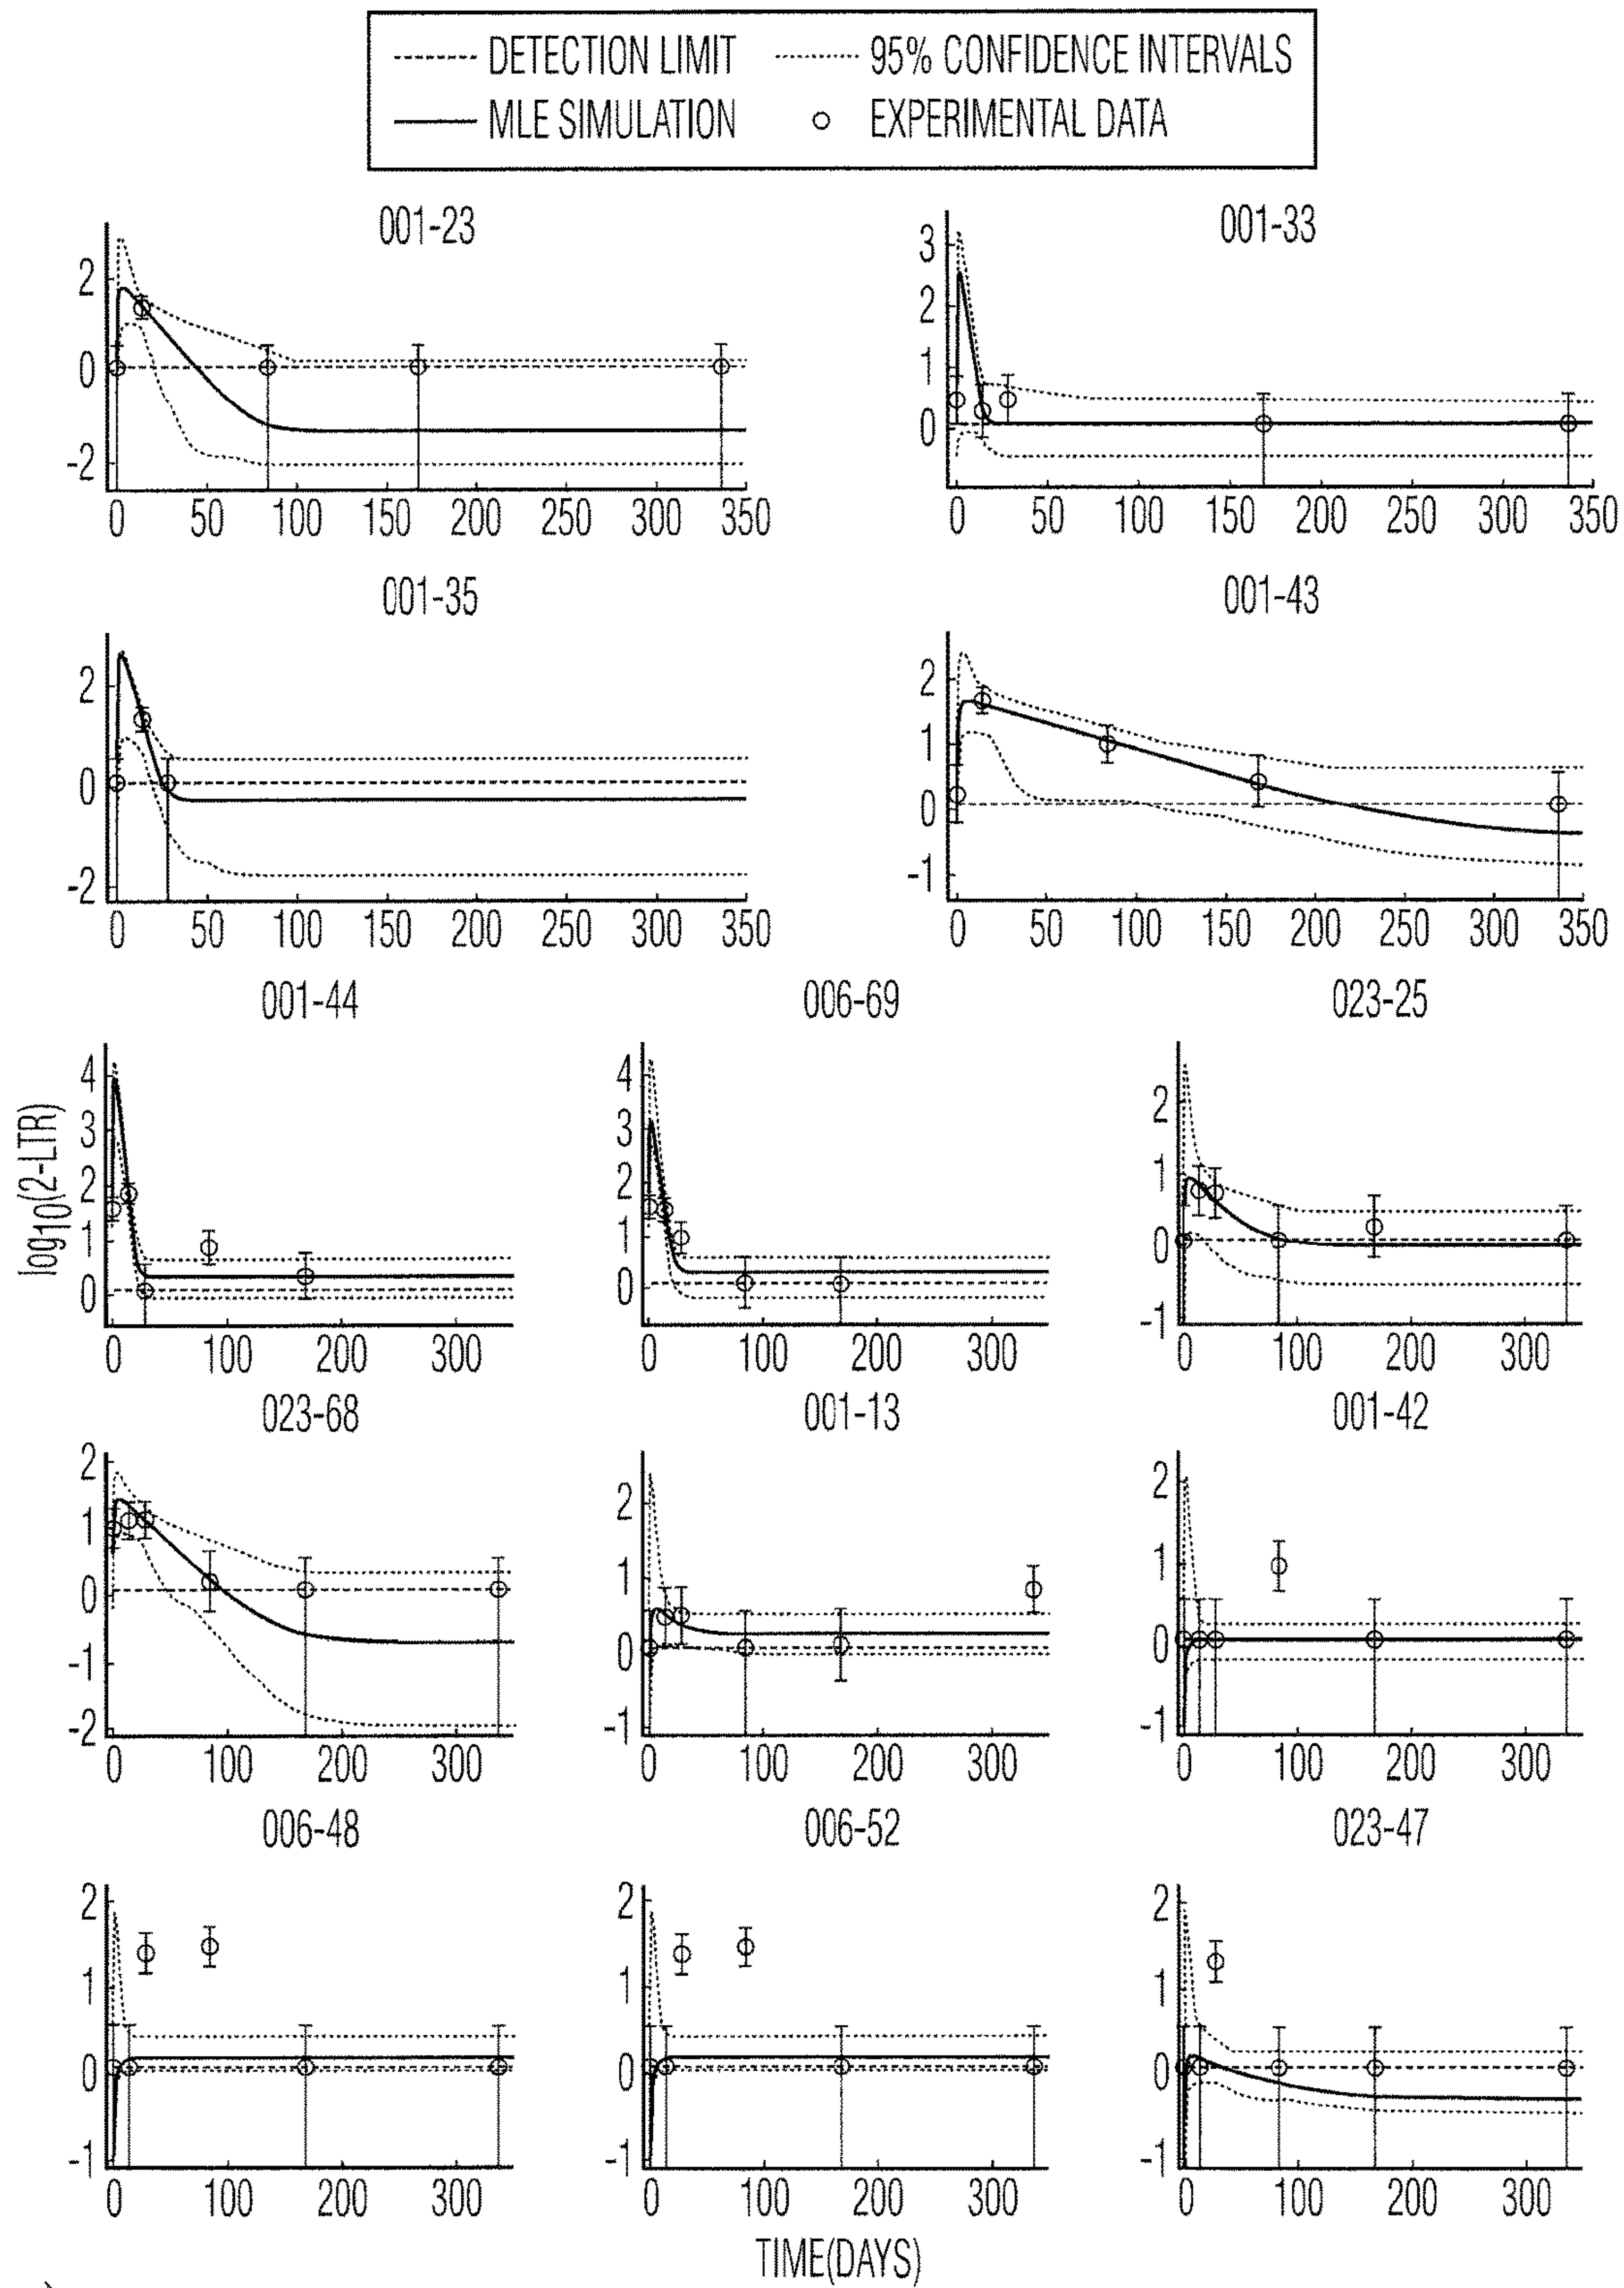 DETECTION LIMIT 95% CONFIDENCE INTERVALS
MLE SIMULATION EXPERIMENTAL DATA
001-23 001-33
2
0
-2
0 50 100 150 200 250 300 350
3
2
1
0
0 50 100 150 200 250 300 350
001-35 001-43
2
0
-2
0 50 100 150 200 250 300 350
2
1
0
-1
0 50 100 150 200 250 300 350
log10(2-LTR)
001-44 006-69 023-25
4
3
2
1
0
0 100 200 300
4
3
2
1
0
0 100 200 300
2
1
0
-1
0 100 200 300
023-68 001-13 001-42
2
1
0
-1
-2
0 100 200 300
2
1
0
-1
0 100 200 300
2
1
0
-1
0 100 200 300
006-48 006-52 023-47
2
1
0
-1
0 100 200 300
2
1
0
-1
0 100 200 300
2
1
0
-1
0 100 200 300
TIME(DAYS)